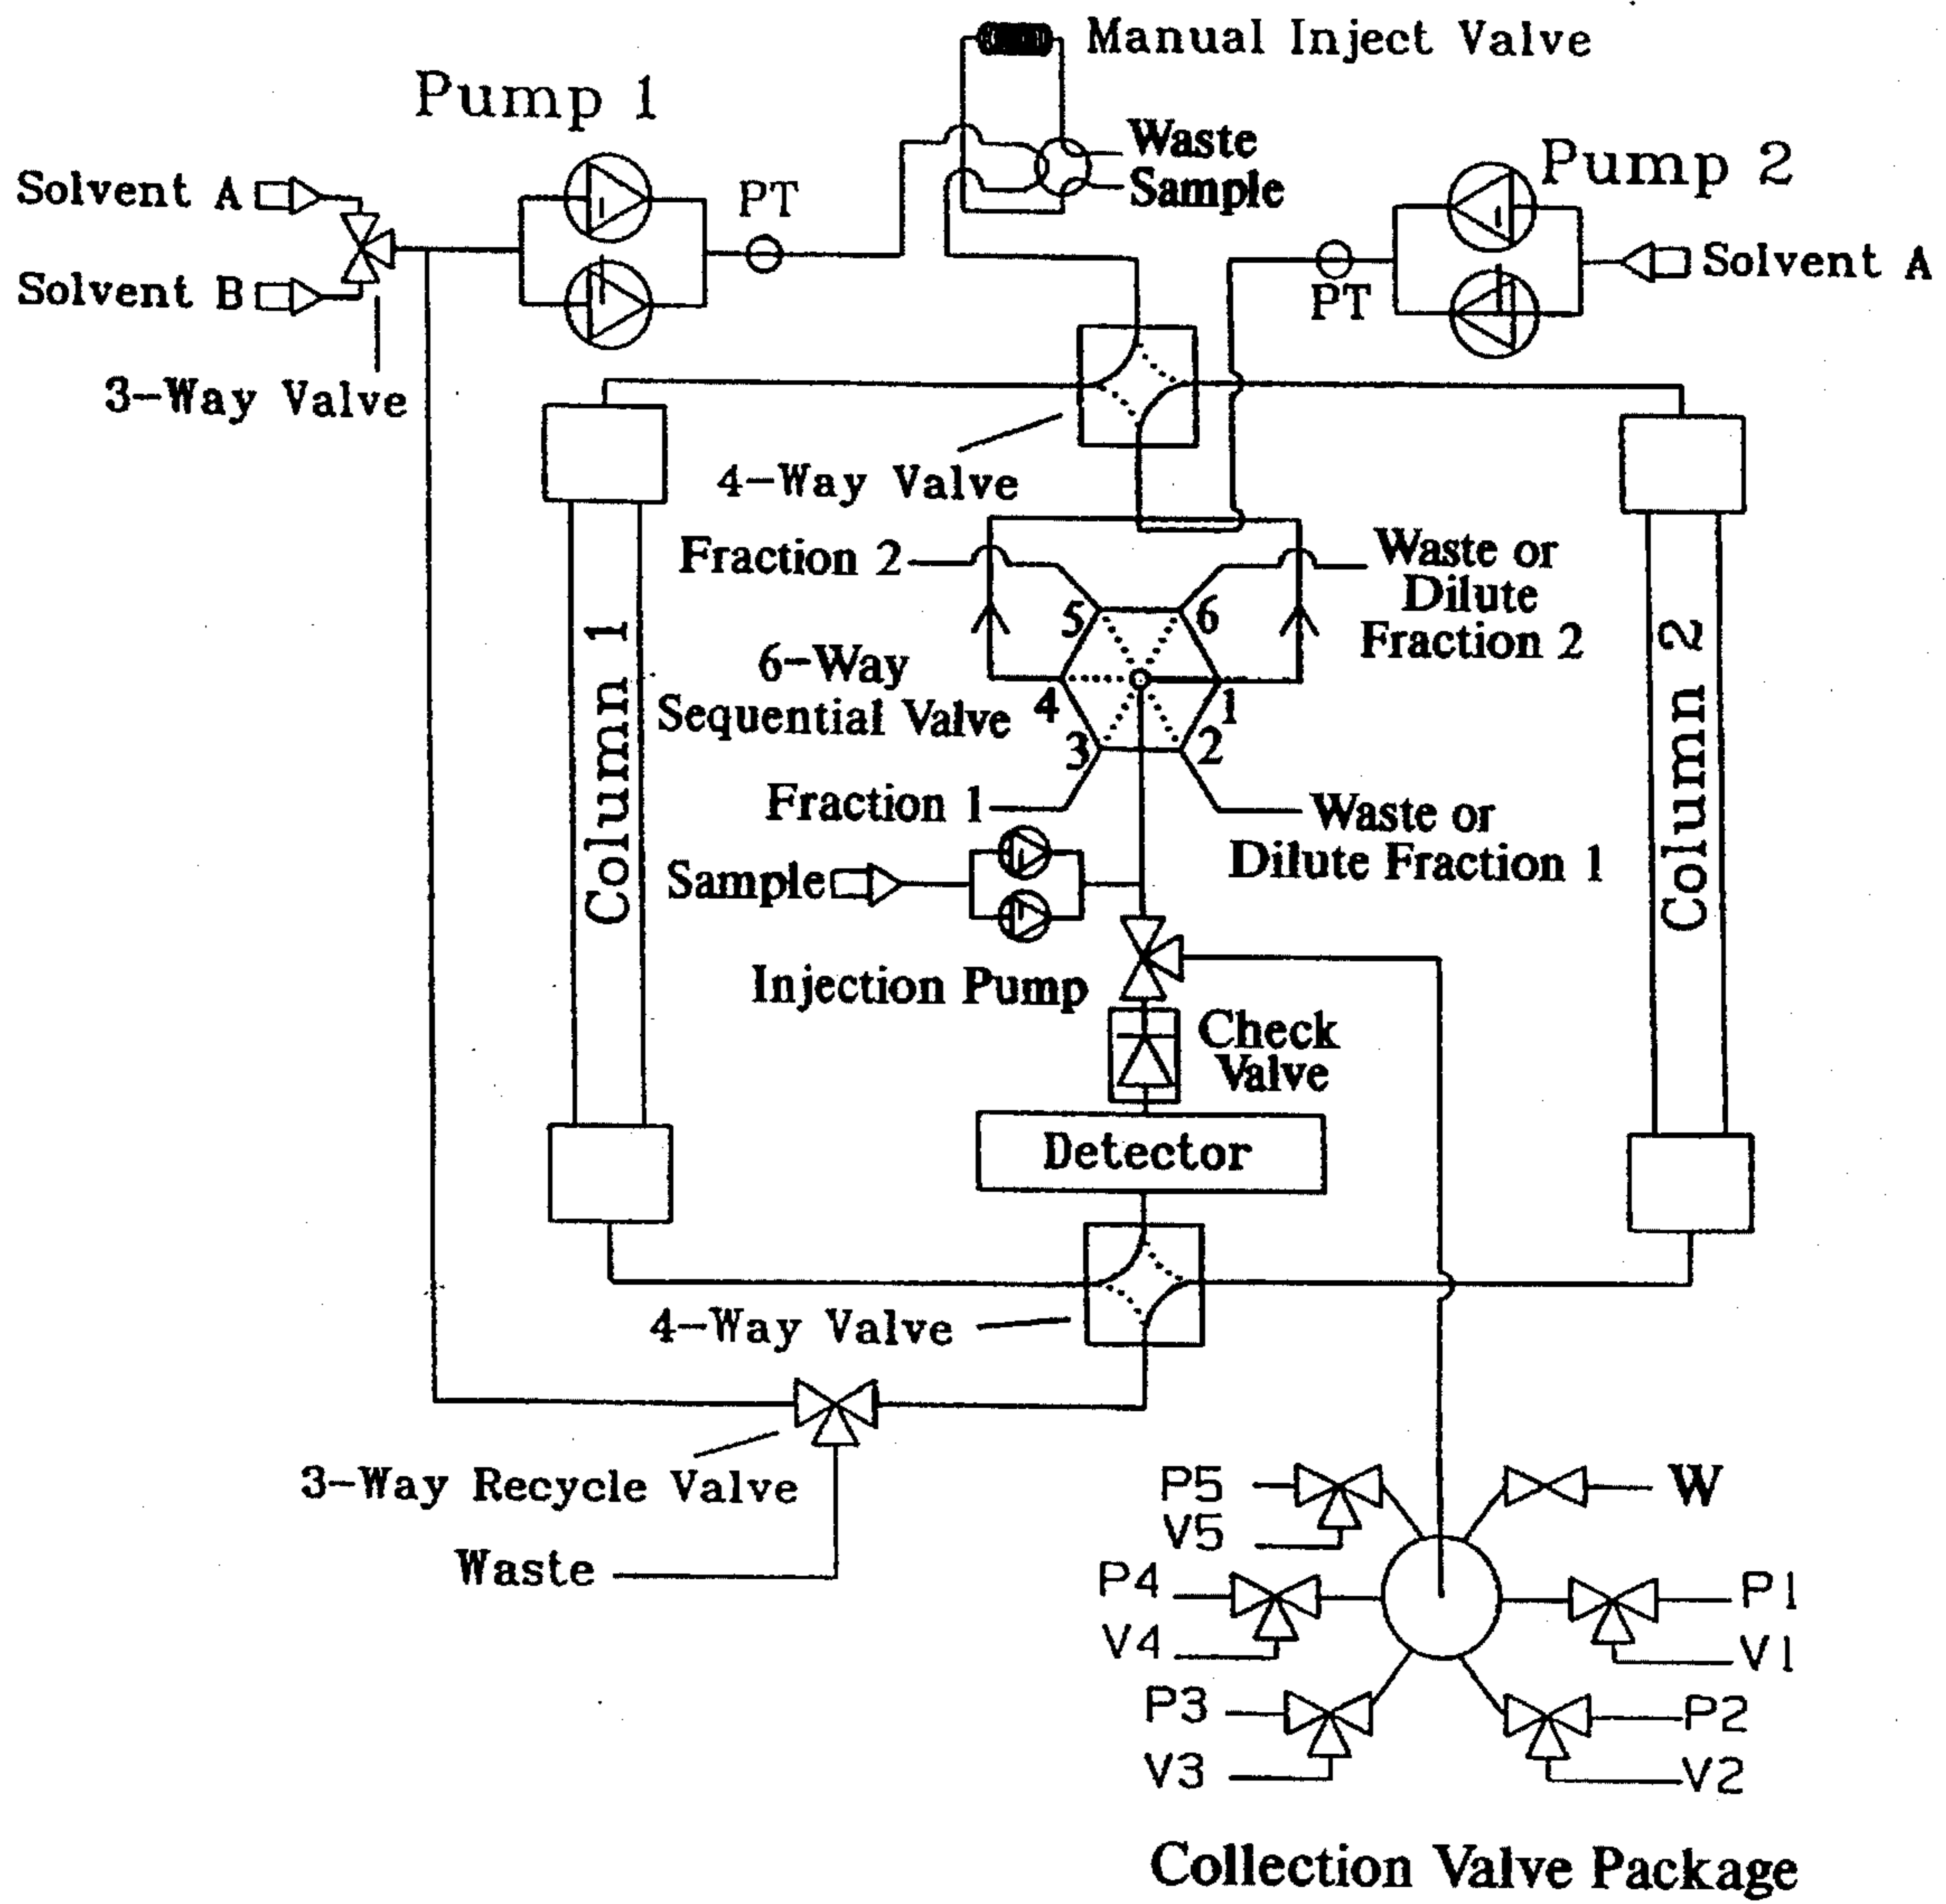 Manual Inject Valve
Pump 1
Waste
Sample
Pump 2
Solvent A
PT
Solvent A
Solvent B
PT
3-Way Valve
4-Way Valve
Fraction 2
Waste or
Dilute
Fraction 2
5
6
6-Way
Sequential Valve
4
1
3
2
Column 1
Column 2
Fraction 1
Waste or
Dilute Fraction 1
Sample
Injection Pump
Check
Valve
Detector
4-Way Valve
3-Way Recycle Valve
Waste
P5
W
V5
P4
P1
V4
V1
P3
P2
V3
V2
Collection Valve Package